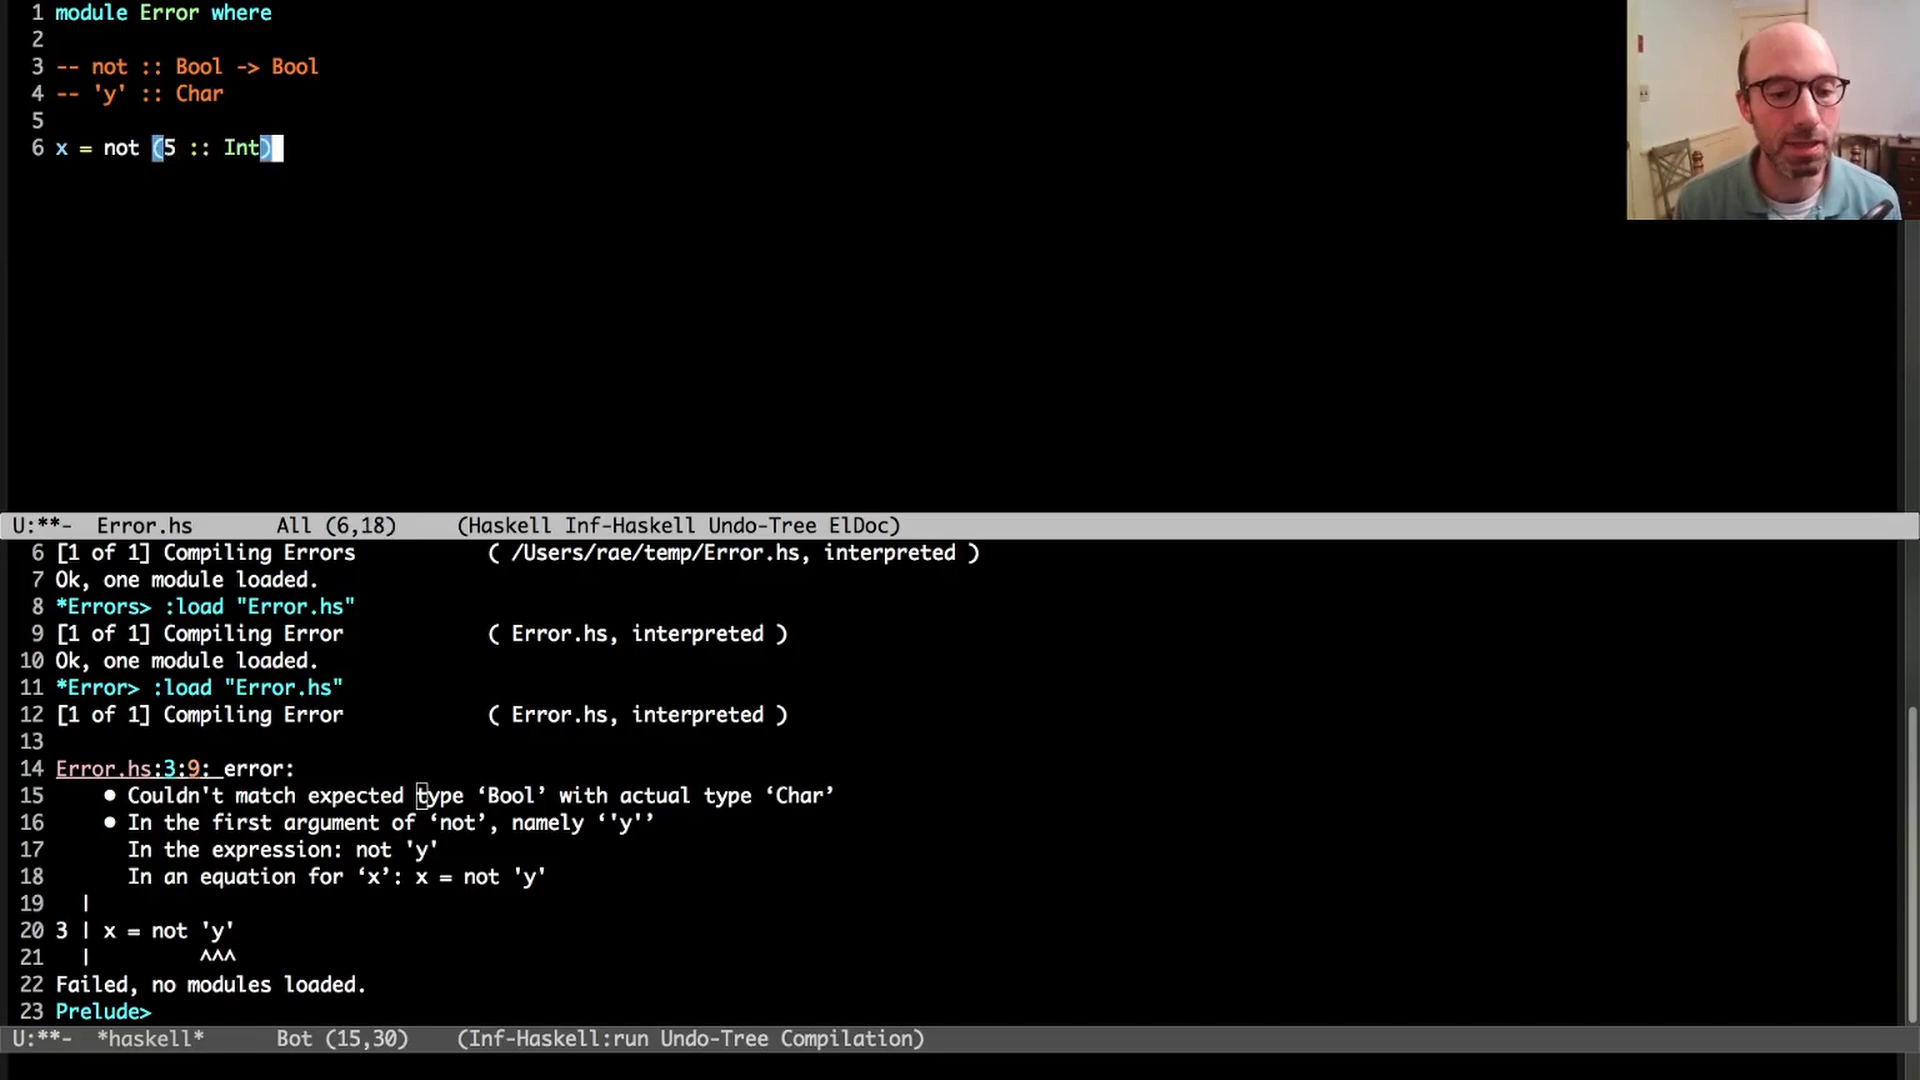 1 module Error where
2
3 -- not :: Bool -> Bool
4 -- 'y' :: Char
5
6 x = not (5 :: Int)
U:**-  Error.hs       All (6,18)     (Haskell Inf-Haskell Undo-Tree ElDoc)
6 [1 of 1] Compiling Errors           ( /Users/rae/temp/Error.hs, interpreted )
7 Ok, one module loaded.
8 *Errors> :load "Error.hs"
9 [1 of 1] Compiling Error            ( Error.hs, interpreted )
10 Ok, one module loaded.
11 *Error> :load "Error.hs"
12 [1 of 1] Compiling Error            ( Error.hs, interpreted )
13
14 Error.hs:3:9: error:
15     • Couldn't match expected type ‘Bool’ with actual type ‘Char’
16     • In the first argument of ‘not’, namely ‘'y'’
17       In the expression: not 'y'
18       In an equation for ‘x’: x = not 'y'
19   |
20 3 | x = not 'y'
21   |         ^^^
22 Failed, no modules loaded.
23 Prelude>
U:**-  *haskell*      Bot (15,30)    (Inf-Haskell:run Undo-Tree Compilation)